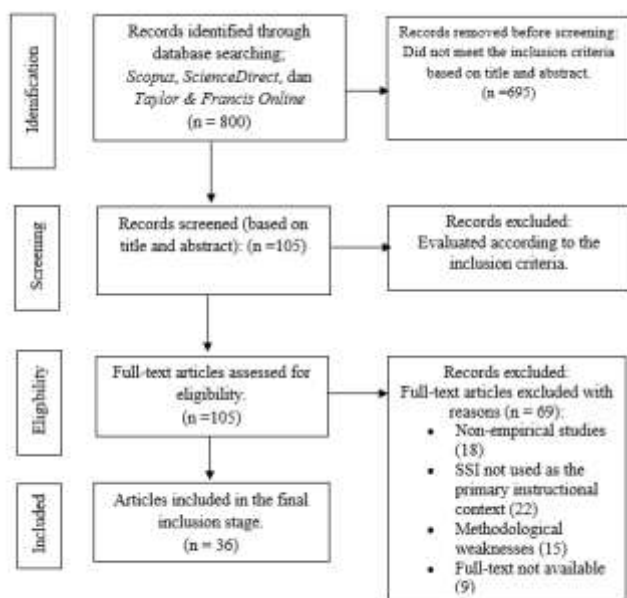 Identification
Records identified through
database searching;
Scopus, ScienceDirect, dan
Taylor & Francis Online
(n = 800)
Records removed before screening:
Did not meet the inclusion criteria
based on title and abstract.
(n =695)
Screening
Records screened (based on
title and abstract): (n =105)
Records excluded:
Evaluated according to the
inclusion criteria.
Eligibility
Full-text articles assessed for
eligibility.
(n =105)
Records excluded:
Full-text articles excluded with
reasons (n = 69):
• Non-empirical studies
(18)
• SSI not used as the
primary instructional
context (22)
• Methodological
weaknesses (15)
• Full-text not available
(9)
Included
Articles included in the final
inclusion stage.
(n = 36)